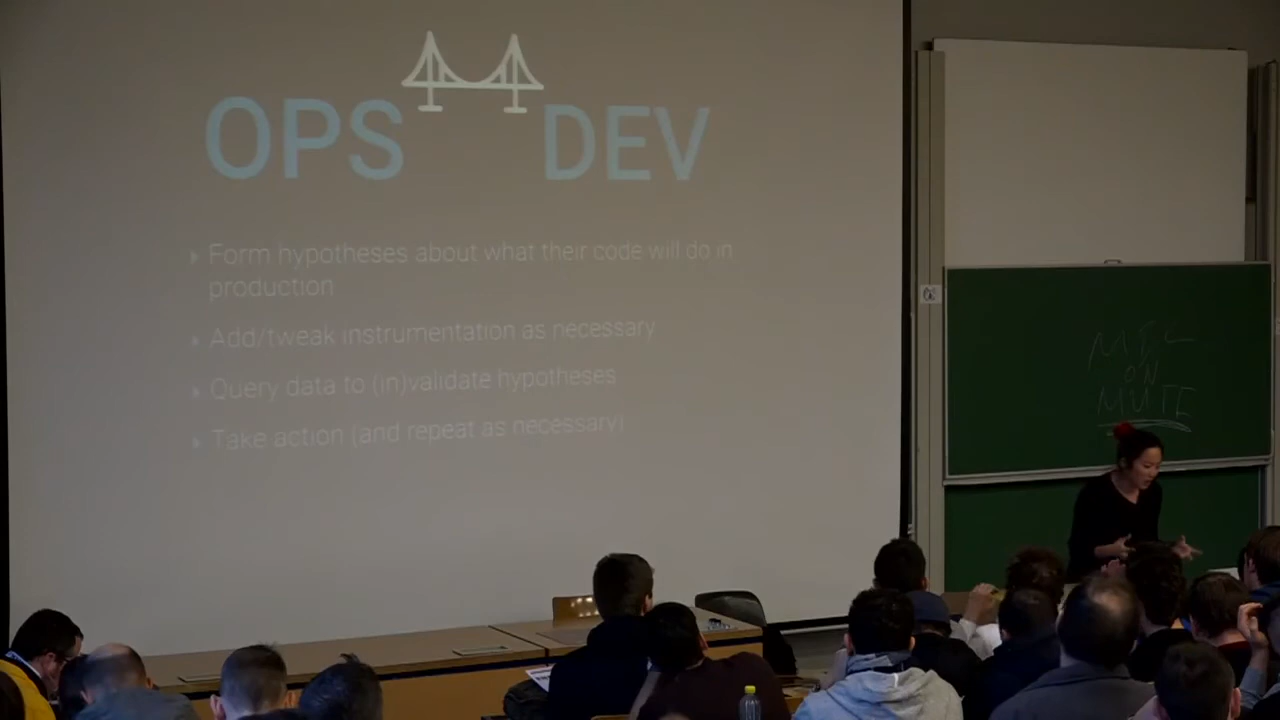 OPS DEV
Form hypotheses about what their code will do in
production
Add/tweak instrumentation as necessary
Query data to (in)validate hypotheses
Take action (and repeat as necessary)
ON
MUTE